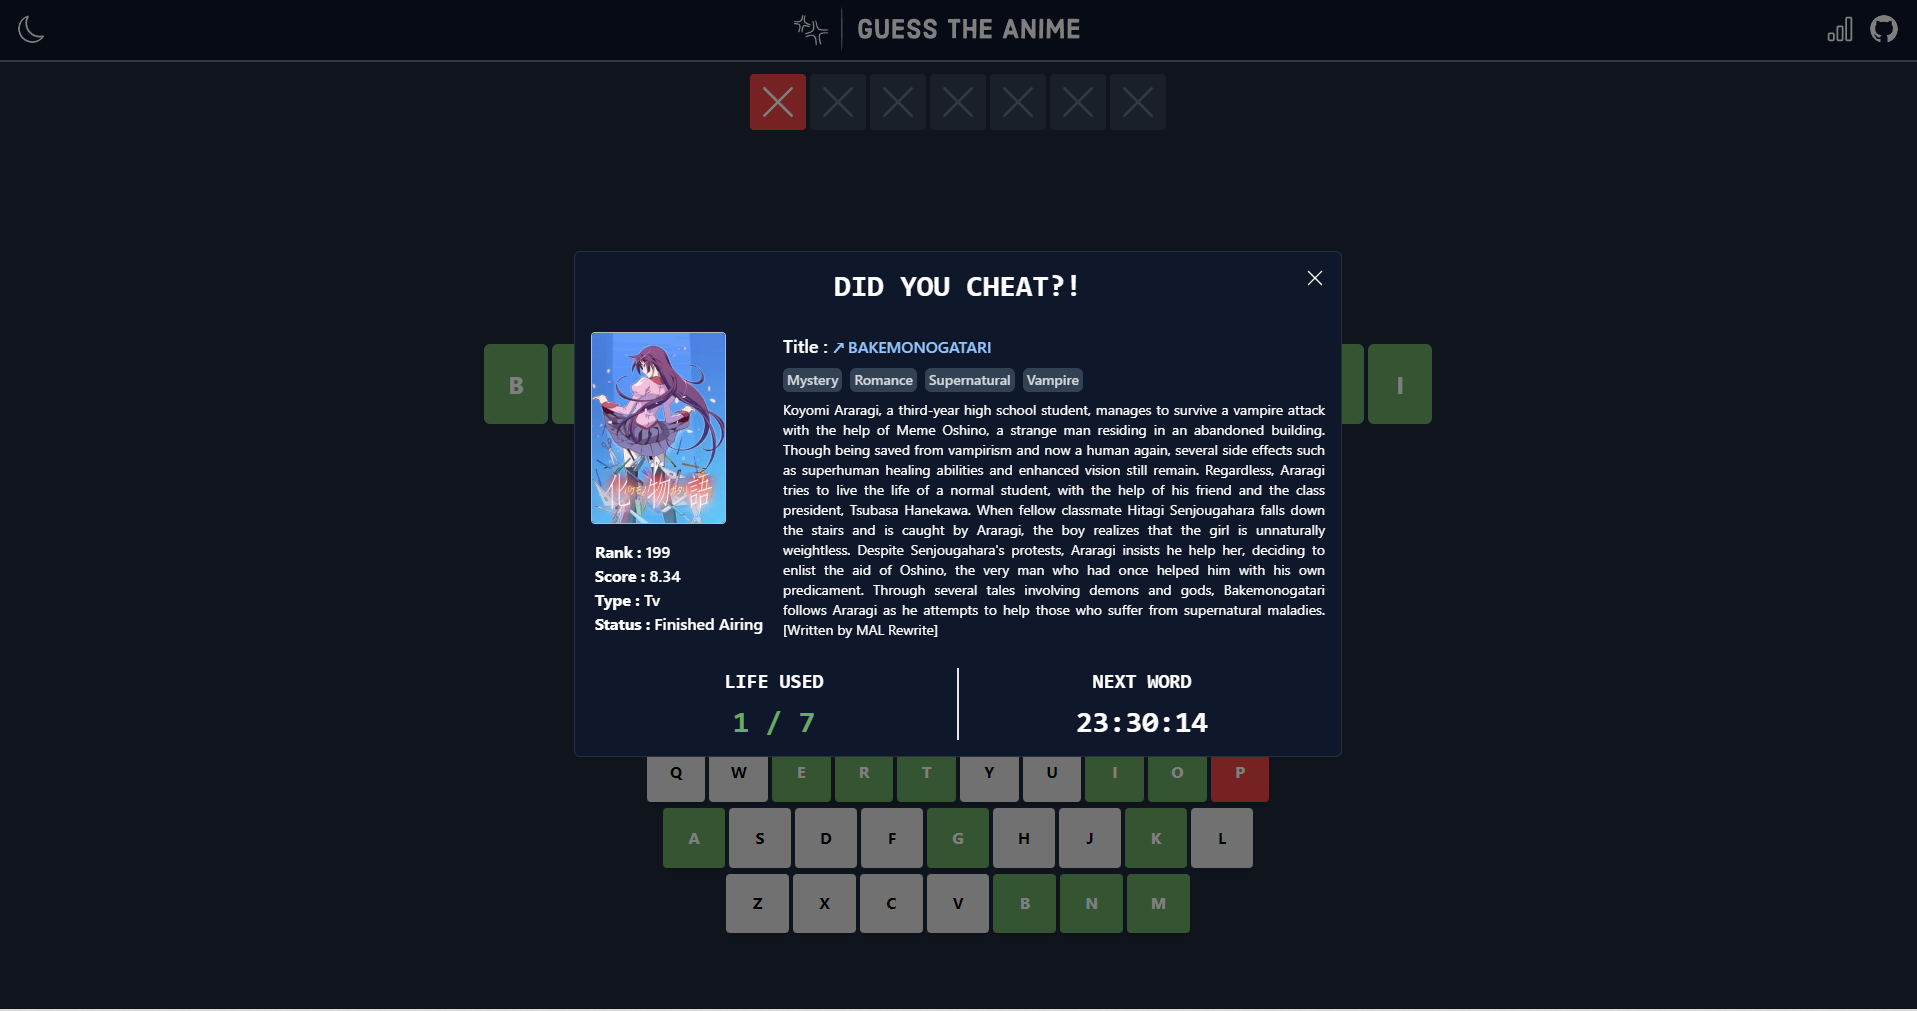 GUESS THE ANIME
DID YOU CHEAT?!
B
I
化物語
Rank : 199
Score : 8.34
Type : Tv
Status : Finished Airing
Title : ↗ BAKEMONOGATARI
Mystery Romance Supernatural Vampire
Koyomi Araragi, a third-year high school student, manages to survive a vampire attack
with the help of Meme Oshino, a strange man residing in an abandoned building.
Though being saved from vampirism and now a human again, several side effects such
as superhuman healing abilities and enhanced vision still remain. Regardless, Araragi
tries to live the life of a normal student, with the help of his friend and the class
president, Tsubasa Hanekawa. When fellow classmate Hitagi Senjougahara falls down
the stairs and is caught by Araragi, the boy realizes that the girl is unnaturally
weightless. Despite Senjougahara's protests, Araragi insists he help her, deciding to
enlist the aid of Oshino, the very man who had once helped him with his own
predicament. Through several tales involving demons and gods, Bakemonogatari
follows Araragi as he attempts to help those who suffer from supernatural maladies.
[Written by MAL Rewrite]
LIFE USED
1 / 7
NEXT WORD
23:30:14
Q W E R T Y U I O P
A S D F G H J K L
Z X C V B N M